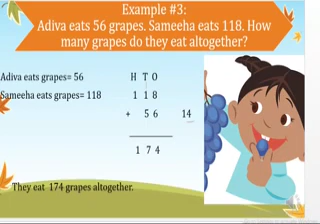 Example #3:
Adiva eats 56 grapes. Sameeha eats 118. How
many grapes do they eat altogether?
Adiva eats grapes= 56
Sameeha eats grapes= 118
H T O
1 1 8
+ 5 6
14
1 7 4
They eat 174 grapes altogether.